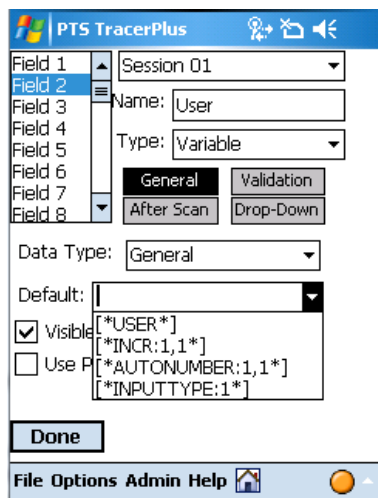 PTS TracerPlus
Field 1
Field 2
Field 3
Field 4
Field 5
Field 6
Field 7
Field 8
Session 01
Name: User
Type: Variable
General Validation
After Scan Drop-Down
Data Type: General
Default:
[*USER*]
[*INCR:1,1*]
[*AUTONUMBER:1,1*]
[*INPUTTYPE:1*]
Visible
Use P
Done
File Options Admin Help